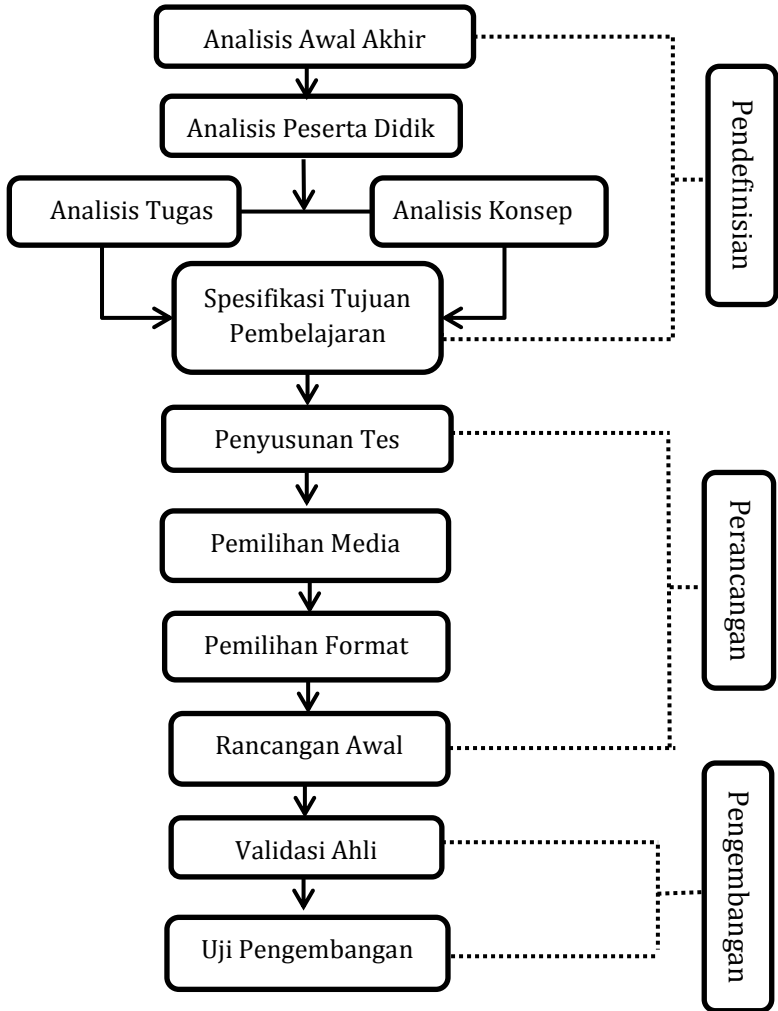 Analisis Awal Akhir
Analisis Peserta Didik
Analisis Tugas
Analisis Konsep
Spesifikasi Tujuan
Pembelajaran
Pendefinisian
Penyusunan Tes
Pemilihan Media
Pemilihan Format
Rancangan Awal
Perancangan
Validasi Ahli
Uji Pengembangan
Pengembangan